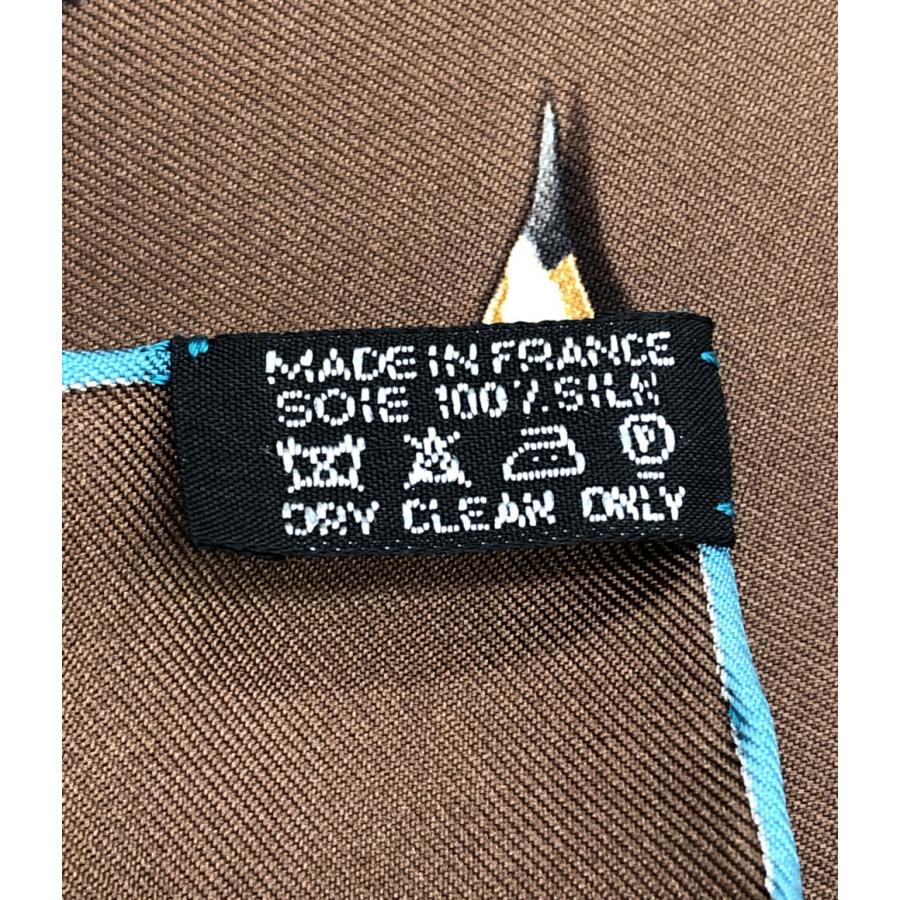 MADE IN FRANCE
SOIE 100% SILK
P
DRY CLEAN ONLY